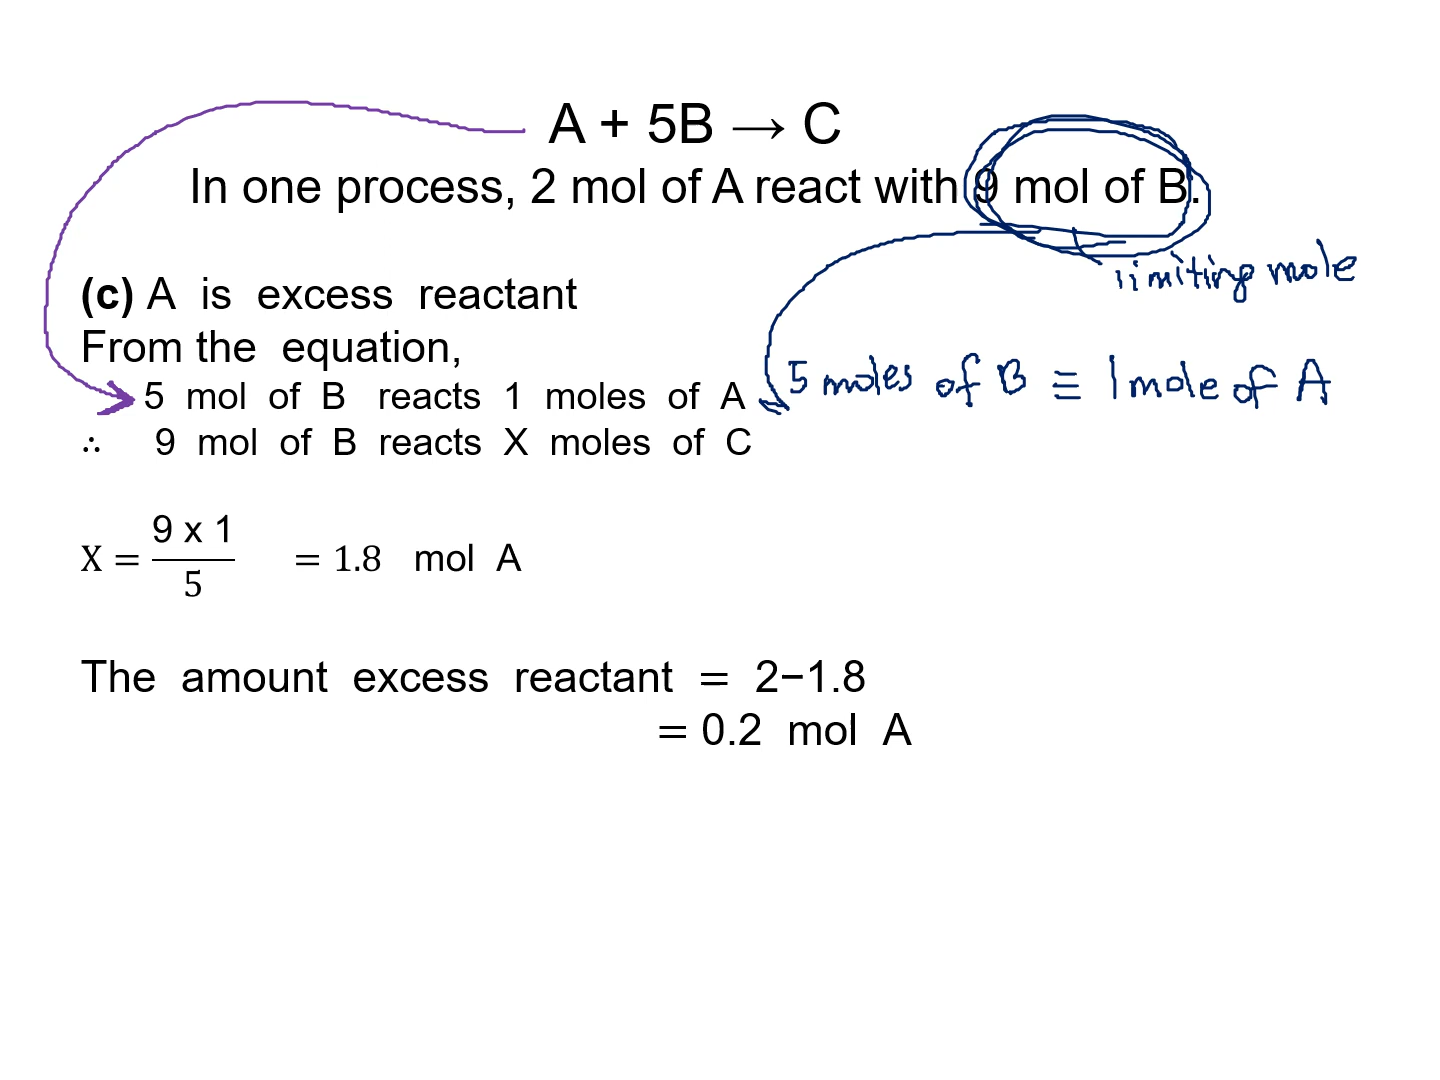 A + 5B → C
In one process, 2 mol of A react with 9 mol of B.
limiting mole
(c) A is excess reactant
From the equation,
5 mol of B reacts 1 moles of A
5 moles of B ≡ 1 mole of A
∴ 9 mol of B reacts X moles of C
X = 9 x 1 / 5 = 1.8 mol A
The amount excess reactant = 2−1.8
= 0.2 mol A